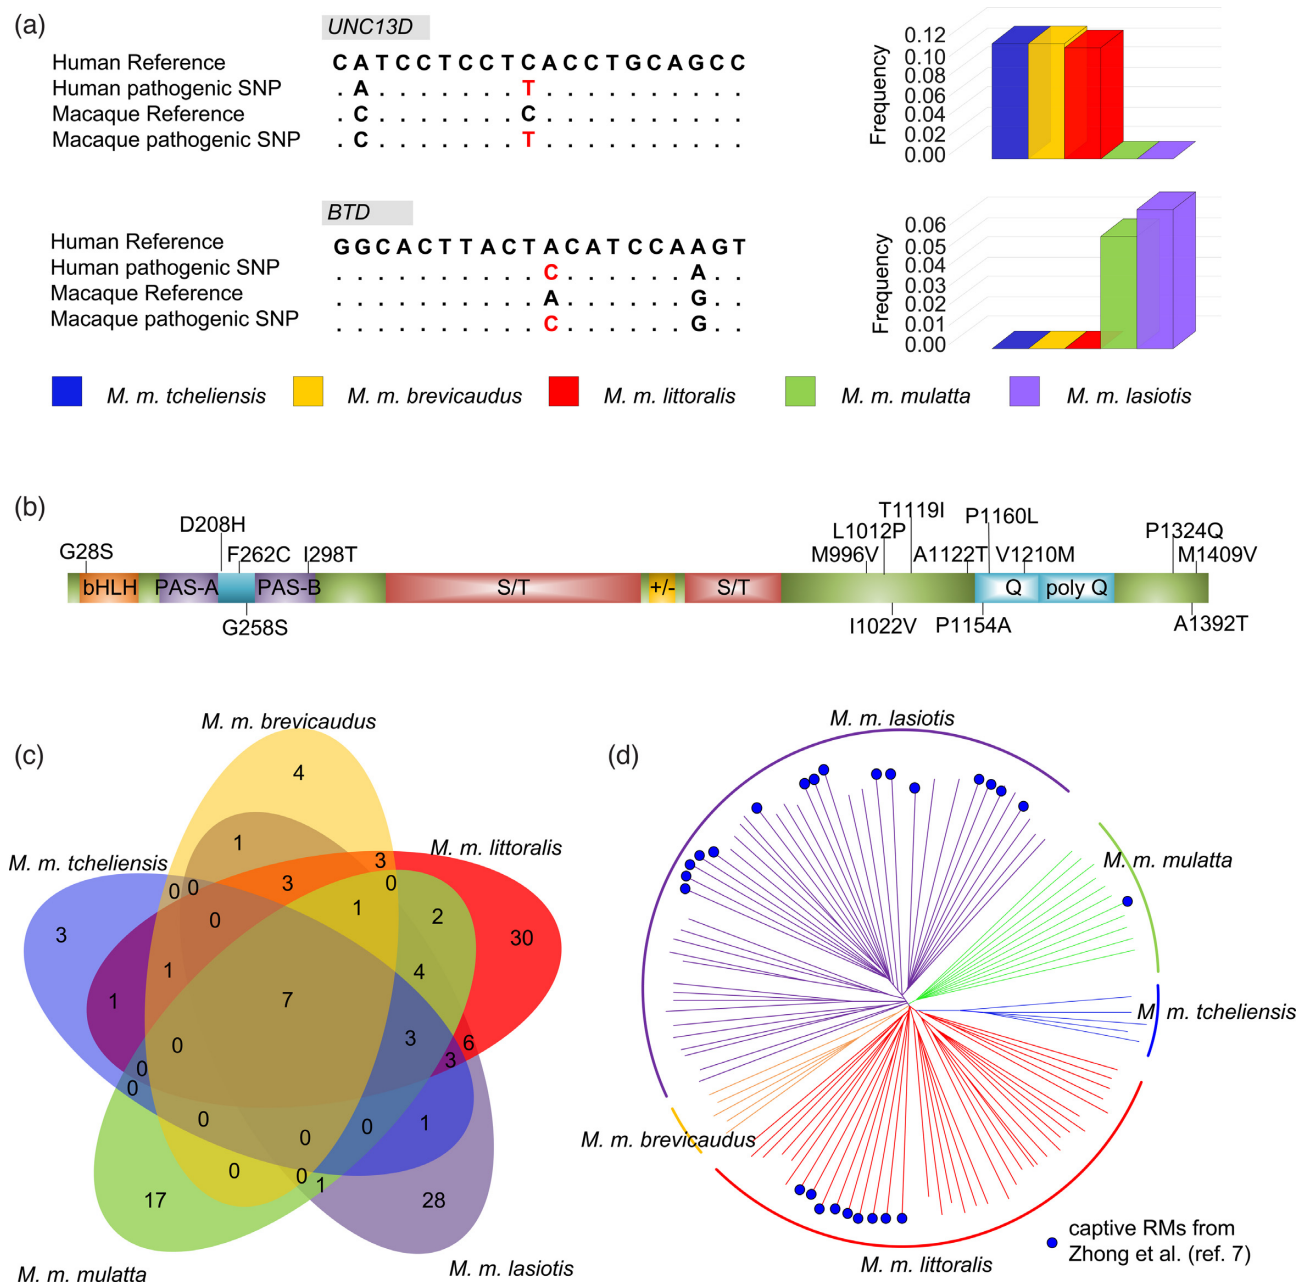 (a)
UNC13D
Human Reference C A T C C T C C T C A C C T G C A G C C
Human pathogenic SNP . A . . . . . . . T . . . . . . . . . .
Macaque Reference . C . . . . . . . C . . . . . . . . . .
Macaque pathogenic SNP . C . . . . . . . T . . . . . . . . . .
Frequency
0.12
0.10
0.08
0.06
0.04
0.02
0.00
BTD
Human Reference G G C A C T T A C T A C A T C C A A G T
Human pathogenic SNP . . . . . . . . . . C . . . . . . A . .
Macaque Reference . . . . . . . . . . A . . . . . . G . .
Macaque pathogenic SNP . . . . . . . . . . C . . . . . . G . .
Frequency
0.06
0.05
0.04
0.03
0.02
0.01
0.00
M. m. tcheliensis M. m. brevicaudus M. m. littoralis M. m. mulatta M. m. lasiotis
(b)
T1119I
D208H L1012P P1160L P1324Q
G28S F262C I298T M996V A1122T V1210M M1409V
bHLH PAS-A PAS-B S/T +/- S/T Q poly Q
G258S I1022V P1154A A1392T
(c)
M. m. brevicaudus
4
1
M. m. tcheliensis
M. m. littoralis
3
0 0 3 0
0 1 2
3 30
1 4
1 7
0 3 6
0 3
0
0 0 0 1
0 0 1
17 28
M. m. mulatta
M. m. lasiotis
(d)
M. m. lasiotis
M. m. mulatta
M. m. tcheliensis
M. m. brevicaudus
M. m. littoralis
captive RMs from
Zhong et al. (ref. 7)